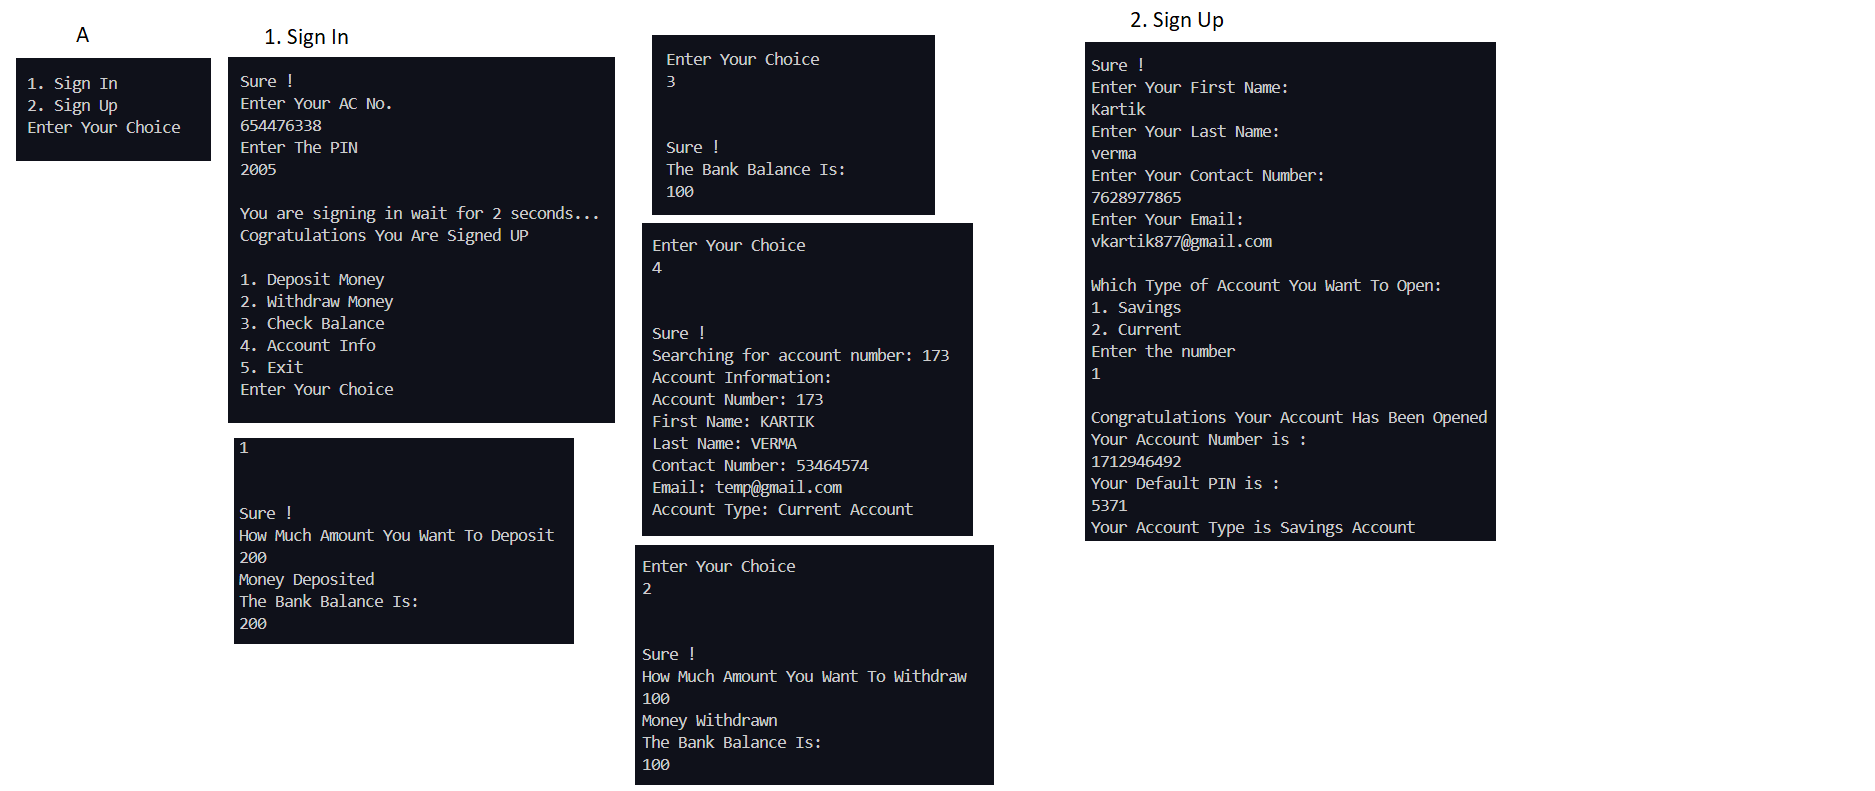 A
1. Sign In
2. Sign Up
Enter Your Choice
1. Sign In
Sure !
Enter Your AC No.
654476338
Enter The PIN
2005
You are signing in wait for 2 seconds...
Cogratulations You Are Signed UP
1. Deposit Money
2. Withdraw Money
3. Check Balance
4. Account Info
5. Exit
Enter Your Choice
1
Sure !
How Much Amount You Want To Deposit
200
Money Deposited
The Bank Balance Is:
200
Enter Your Choice
3
Sure !
The Bank Balance Is:
100
Enter Your Choice
4
Sure !
Searching for account number: 173
Account Information:
Account Number: 173
First Name: KARTIK
Last Name: VERMA
Contact Number: 53464574
Email: temp@gmail.com
Account Type: Current Account
Enter Your Choice
2
Sure !
How Much Amount You Want To Withdraw
100
Money Withdrawn
The Bank Balance Is:
100
2. Sign Up
Sure !
Enter Your First Name:
Kartik
Enter Your Last Name:
verma
Enter Your Contact Number:
7628977865
Enter Your Email:
vkartik877@gmail.com
Which Type of Account You Want To Open:
1. Savings
2. Current
Enter the number
1
Congratulations Your Account Has Been Opened
Your Account Number is :
1712946492
Your Default PIN is :
5371
Your Account Type is Savings Account